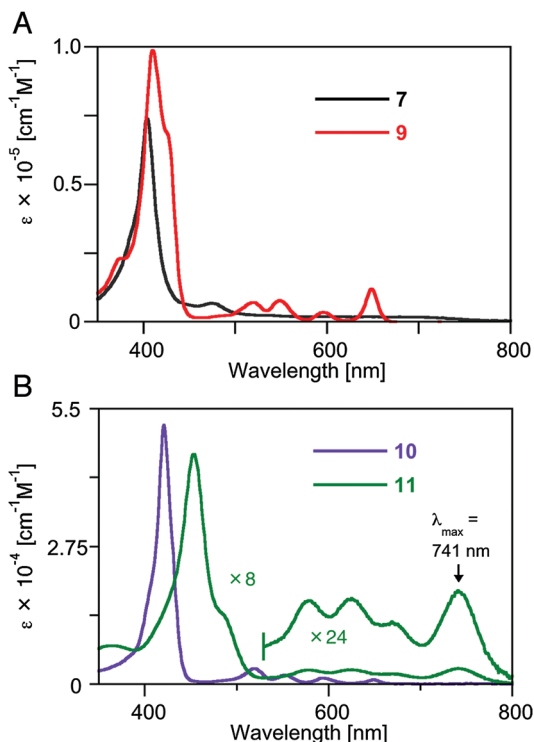 A
1.0
0.5
0
ε × 10⁻⁵ [cm⁻¹M⁻¹]
7
9
400
600
800
Wavelength [nm]
B
5.5
2.75
0
ε × 10⁻⁴ [cm⁻¹M⁻¹]
10
11
λmax =
741 nm
×8
×24
400
600
800
Wavelength [nm]